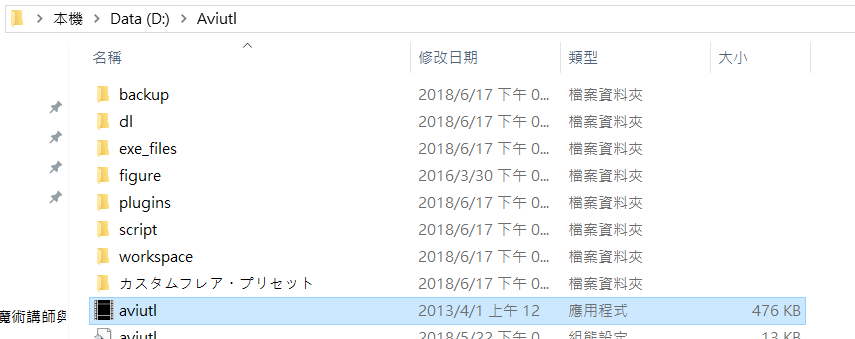 本機 > Data (D:) > Aviutl
名稱 修改日期 類型 大小
backup 2018/6/17 下午 0... 檔案資料夾
dl 2018/6/17 下午 0... 檔案資料夾
exe_files 2018/6/17 下午 0... 檔案資料夾
figure 2016/3/30 下午 0... 檔案資料夾
plugins 2018/6/17 下午 0... 檔案資料夾
script 2018/6/17 下午 0... 檔案資料夾
workspace 2018/6/17 下午 0... 檔案資料夾
カスタムフレア・プリセット 2018/6/17 下午 0... 檔案資料夾
aviutl 2013/4/1 上午 12 應用程式 476 KB
魔術講師與
aviutl 2018/5/22 下午 0... 組態設定 13 KB